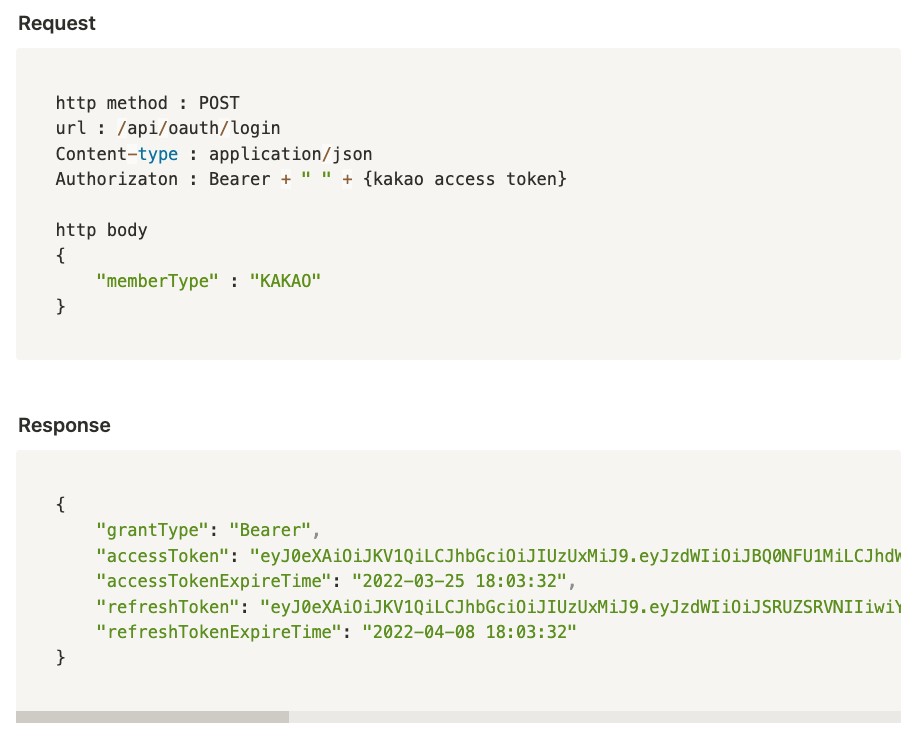 Request
http method : POST
url : /api/oauth/login
Content-type : application/json
Authorizaton : Bearer + " " + {kakao access token}
http body
{
"memberType" : "KAKAO"
}
Response
{
"grantType": "Bearer",
"accessToken": "eyJ0eXAiOiJKV1QiLCJhbGciOiJIUzUxMiJ9.eyJzdWIiOiJBQ0NFU1MiLCJhdW
"accessTokenExpireTime": "2022-03-25 18:03:32",
"refreshToken": "eyJ0eXAiOiJKV1QiLCJhbGciOiJIUzUxMiJ9.eyJzdWIiOiJSRUZSRVNIIiwiY
"refreshTokenExpireTime": "2022-04-08 18:03:32"
}